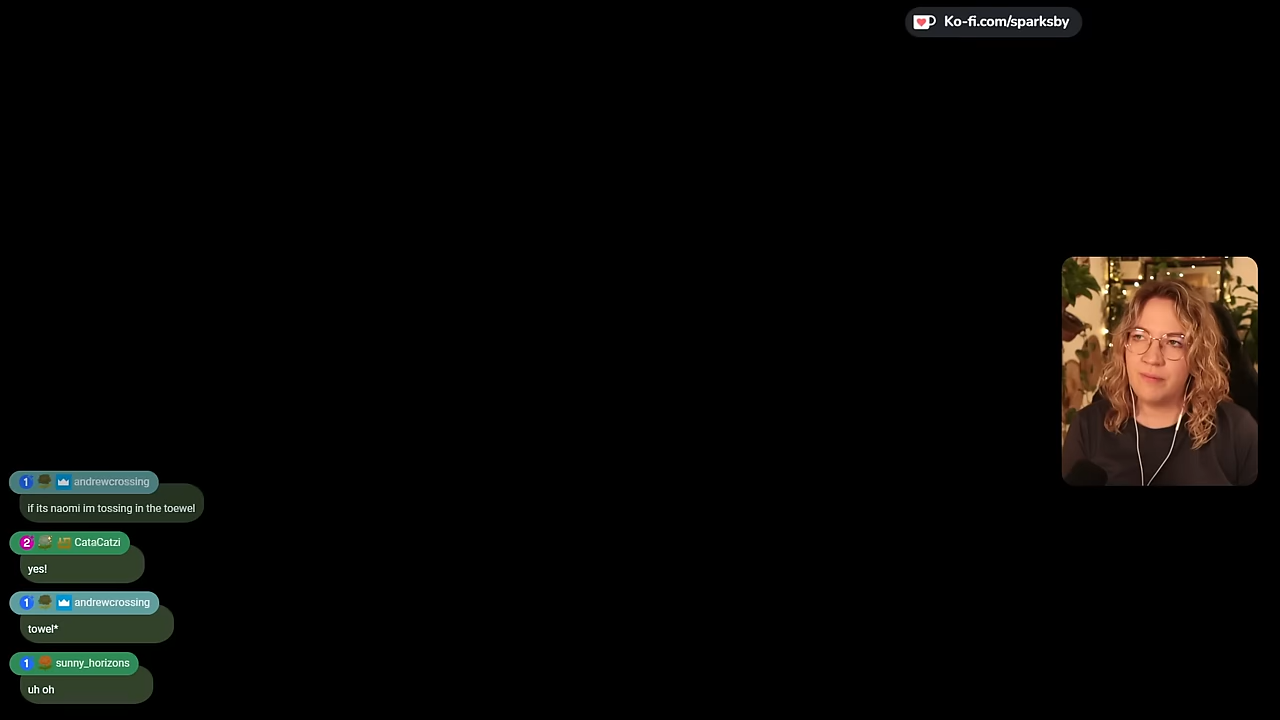 Ko-fi.com/sparksby
1 andrewcrossing
if its naomi im tossing in the toewel
2 CataCatzi
yes!
1 andrewcrossing
towel*
1 sunny_horizons
uh oh